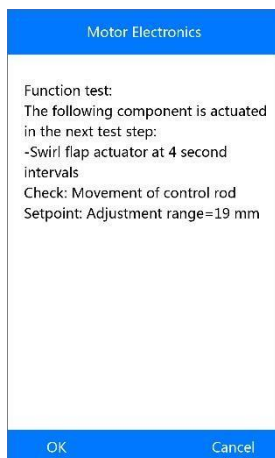 Motor Electronics
Function test:
The following component is actuated
in the next test step:
-Swirl flap actuator at 4 second
intervals
Check: Movement of control rod
Setpoint: Adjustment range=19 mm
OK
Cancel